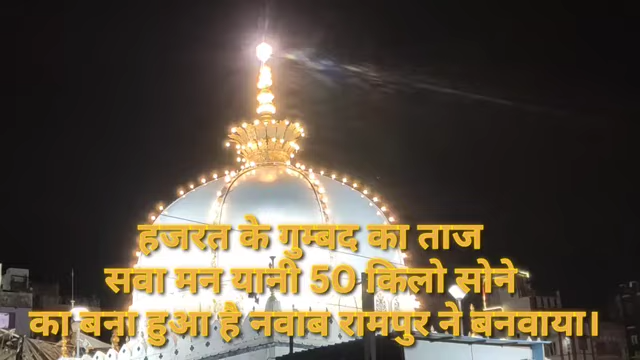 हजरत के गुम्बद का ताज
सवा मन यानी 50 किलो सोने
का बना हुआ है नवाब रामपुर ने बनवाया।